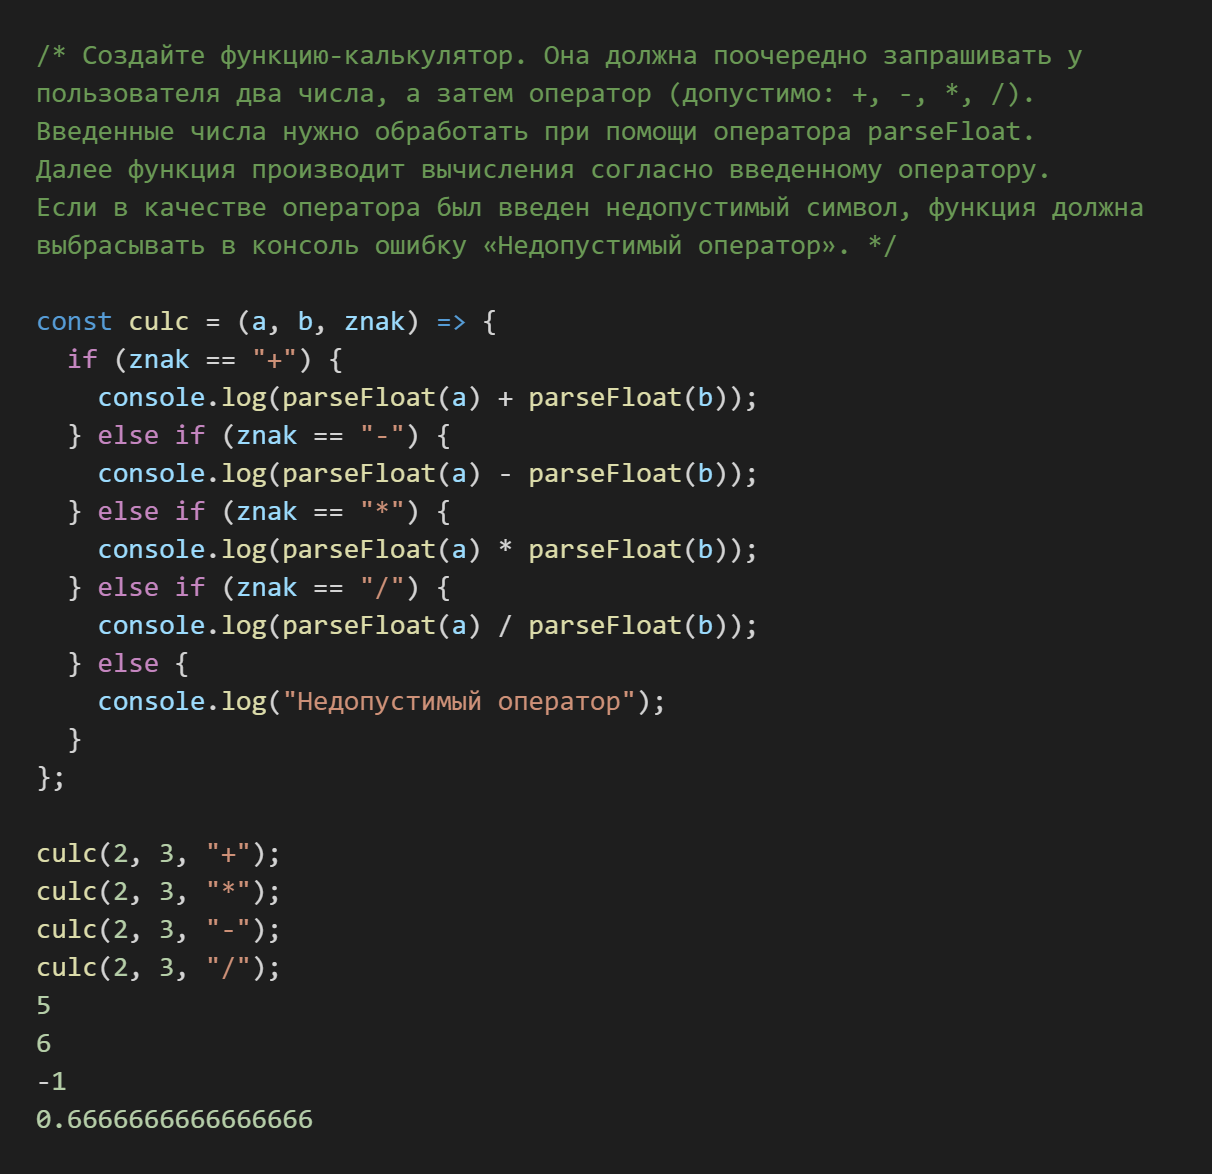 /* Создайте функцию-калькулятор. Она должна поочередно запрашивать у
пользователя два числа, а затем оператор (допустимо: +, -, *, /).
Введенные числа нужно обработать при помощи оператора parseFloat.
Далее функция производит вычисления согласно введенному оператору.
Если в качестве оператора был введен недопустимый символ, функция должна
выбрасывать в консоль ошибку «Недопустимый оператор». */

const culc = (a, b, znak) => {
  if (znak == "+") {
    console.log(parseFloat(a) + parseFloat(b));
  } else if (znak == "-") {
    console.log(parseFloat(a) - parseFloat(b));
  } else if (znak == "*") {
    console.log(parseFloat(a) * parseFloat(b));
  } else if (znak == "/") {
    console.log(parseFloat(a) / parseFloat(b));
  } else {
    console.log("Недопустимый оператор");
  }
};

culc(2, 3, "+");
culc(2, 3, "*");
culc(2, 3, "-");
culc(2, 3, "/");
5
6
-1
0.6666666666666666